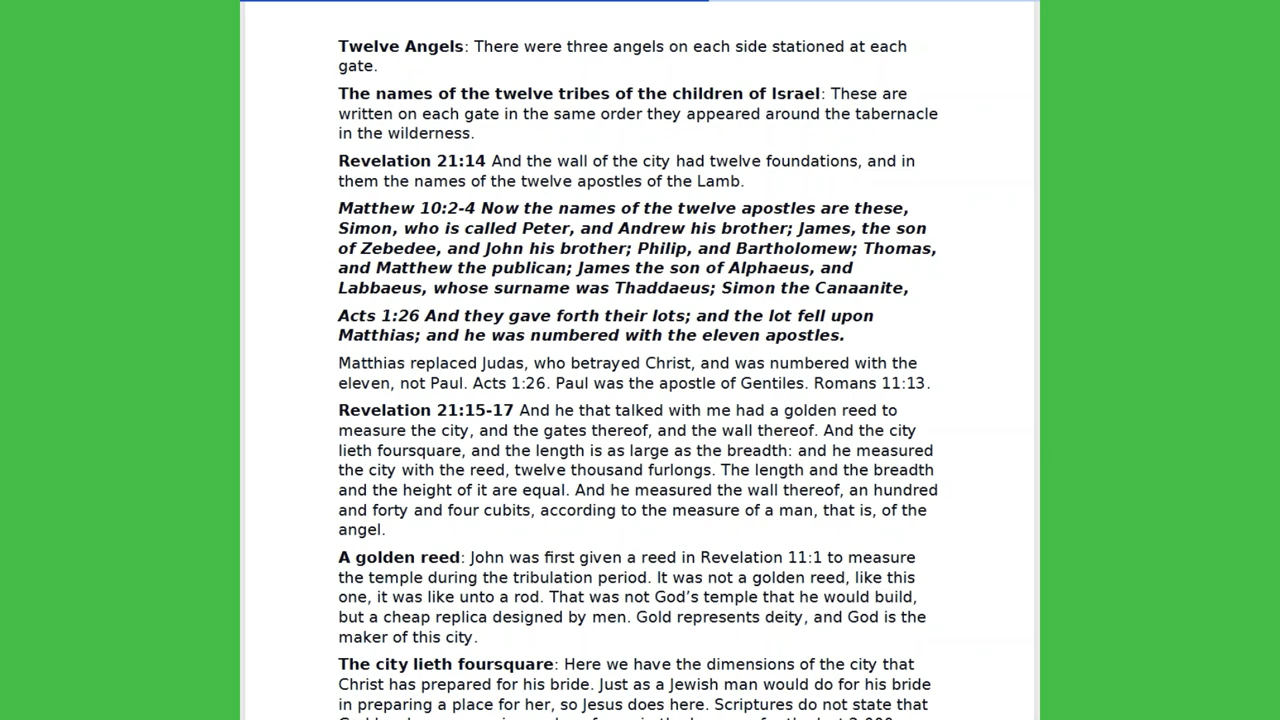 Twelve Angels: There were three angels on each side stationed at each
gate.
The names of the twelve tribes of the children of Israel: These are
written on each gate in the same order they appeared around the tabernacle
in the wilderness.
Revelation 21:14 And the wall of the city had twelve foundations, and in
them the names of the twelve apostles of the Lamb.
Matthew 10:2-4 Now the names of the twelve apostles are these,
Simon, who is called Peter, and Andrew his brother; James, the son
of Zebedee, and John his brother; Philip, and Bartholomew; Thomas,
and Matthew the publican; James the son of Alphaeus, and
Labbaeus, whose surname was Thaddaeus; Simon the Canaanite,
Acts 1:26 And they gave forth their lots; and the lot fell upon
Matthias; and he was numbered with the eleven apostles.
Matthias replaced Judas, who betrayed Christ, and was numbered with the
eleven, not Paul. Acts 1:26. Paul was the apostle of Gentiles. Romans 11:13.
Revelation 21:15-17 And he that talked with me had a golden reed to
measure the city, and the gates thereof, and the wall thereof. And the city
lieth foursquare, and the length is as large as the breadth: and he measured
the city with the reed, twelve thousand furlongs. The length and the breadth
and the height of it are equal. And he measured the wall thereof, an hundred
and forty and four cubits, according to the measure of a man, that is, of the
angel.
A golden reed: John was first given a reed in Revelation 11:1 to measure
the temple during the tribulation period. It was not a golden reed, like this
one, it was like unto a rod. That was not God’s temple that he would build,
but a cheap replica designed by men. Gold represents deity, and God is the
maker of this city.
The city lieth foursquare: Here we have the dimensions of the city that
Christ has prepared for his bride. Just as a Jewish man would do for his bride
in preparing a place for her, so Jesus does here. Scriptures do not state that